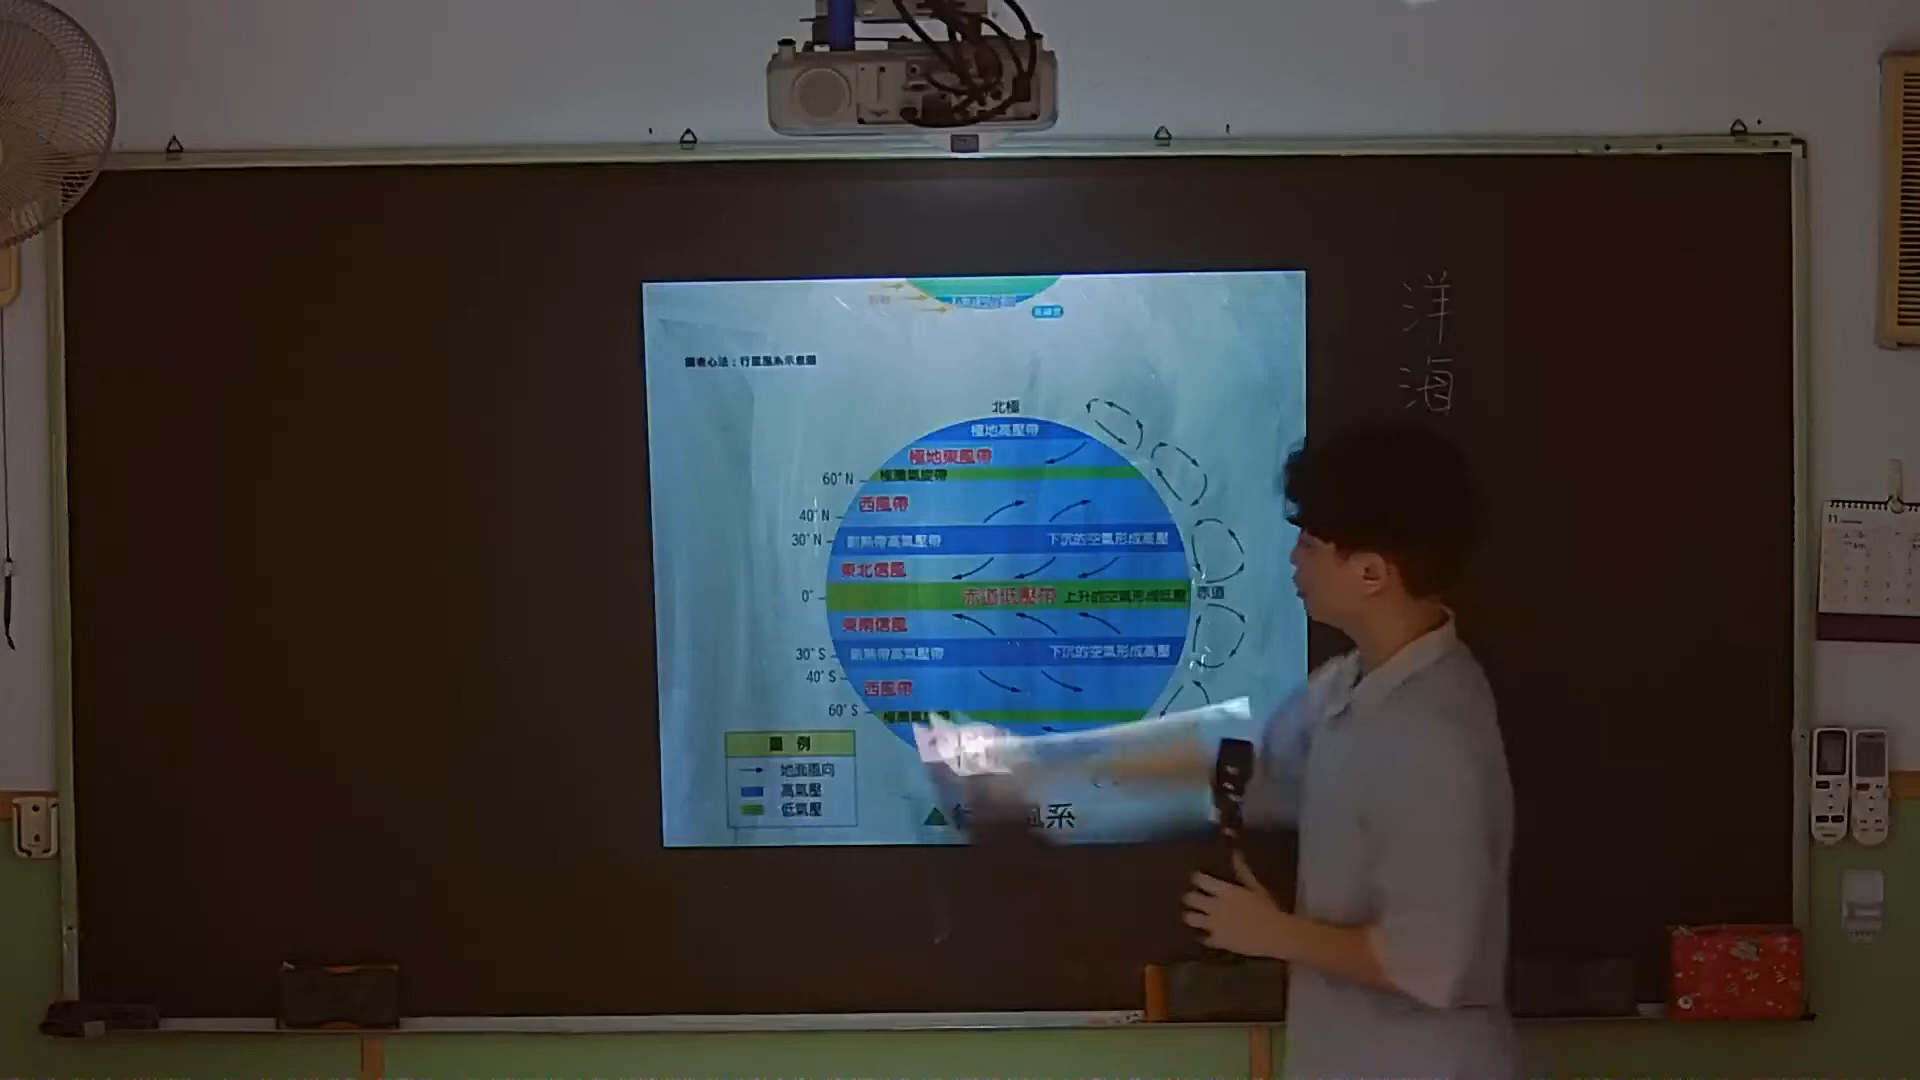 圖表心法：行星風系示意圖
北極
極地高壓帶
極地東風帶
60°N
極鋒氣旋帶
西風帶
40°N
30°N
副熱帶高氣壓帶
下沉的空氣形成高壓
東北信風
0°
赤道低壓帶
上升的空氣形成低壓
赤道
東南信風
30°S
副熱帶高氣壓帶
下沉的空氣形成高壓
40°S
西風帶
60°S
圖例
地面風向
高氣壓
低氣壓
風系
洋
海
11